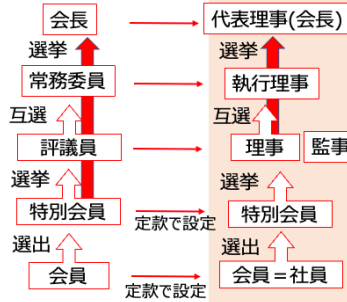 会長
代表理事(会長)
選挙
選挙
常務委員
執行理事
互選
互選
評議員
理事
監事
選挙
選挙
特別会員
定款で設定
特別会員
選出
選出
会員
定款で設定
会員＝社員